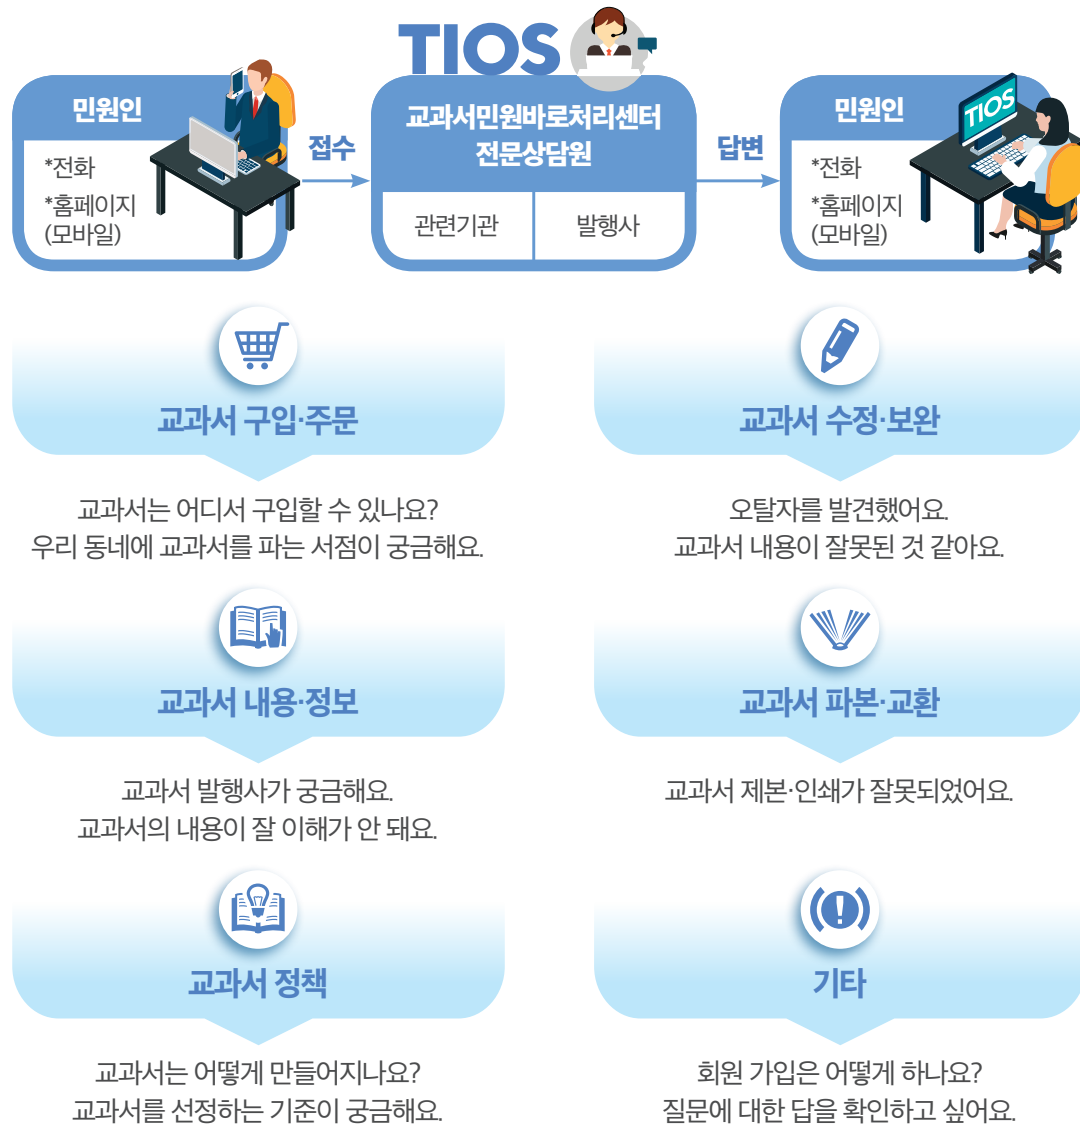 TIOS
민원인
*전화
*홈페이지
(모바일)
접수
교과서민원바로처리센터
전문상담원
관련기관
발행사
답변
민원인
*전화
*홈페이지
(모바일)
TIOS
교과서 구입·주문
교과서는 어디서 구입할 수 있나요?
우리 동네에 교과서를 파는 서점이 궁금해요.
교과서 수정·보완
오탈자를 발견했어요.
교과서 내용이 잘못된 것 같아요.
교과서 내용·정보
교과서 발행사가 궁금해요.
교과서의 내용이 잘 이해가 안 돼요.
교과서 파본·교환
교과서 제본·인쇄가 잘못되었어요.
교과서 정책
교과서는 어떻게 만들어지나요?
교과서를 선정하는 기준이 궁금해요.
기타
회원 가입은 어떻게 하나요?
질문에 대한 답을 확인하고 싶어요.